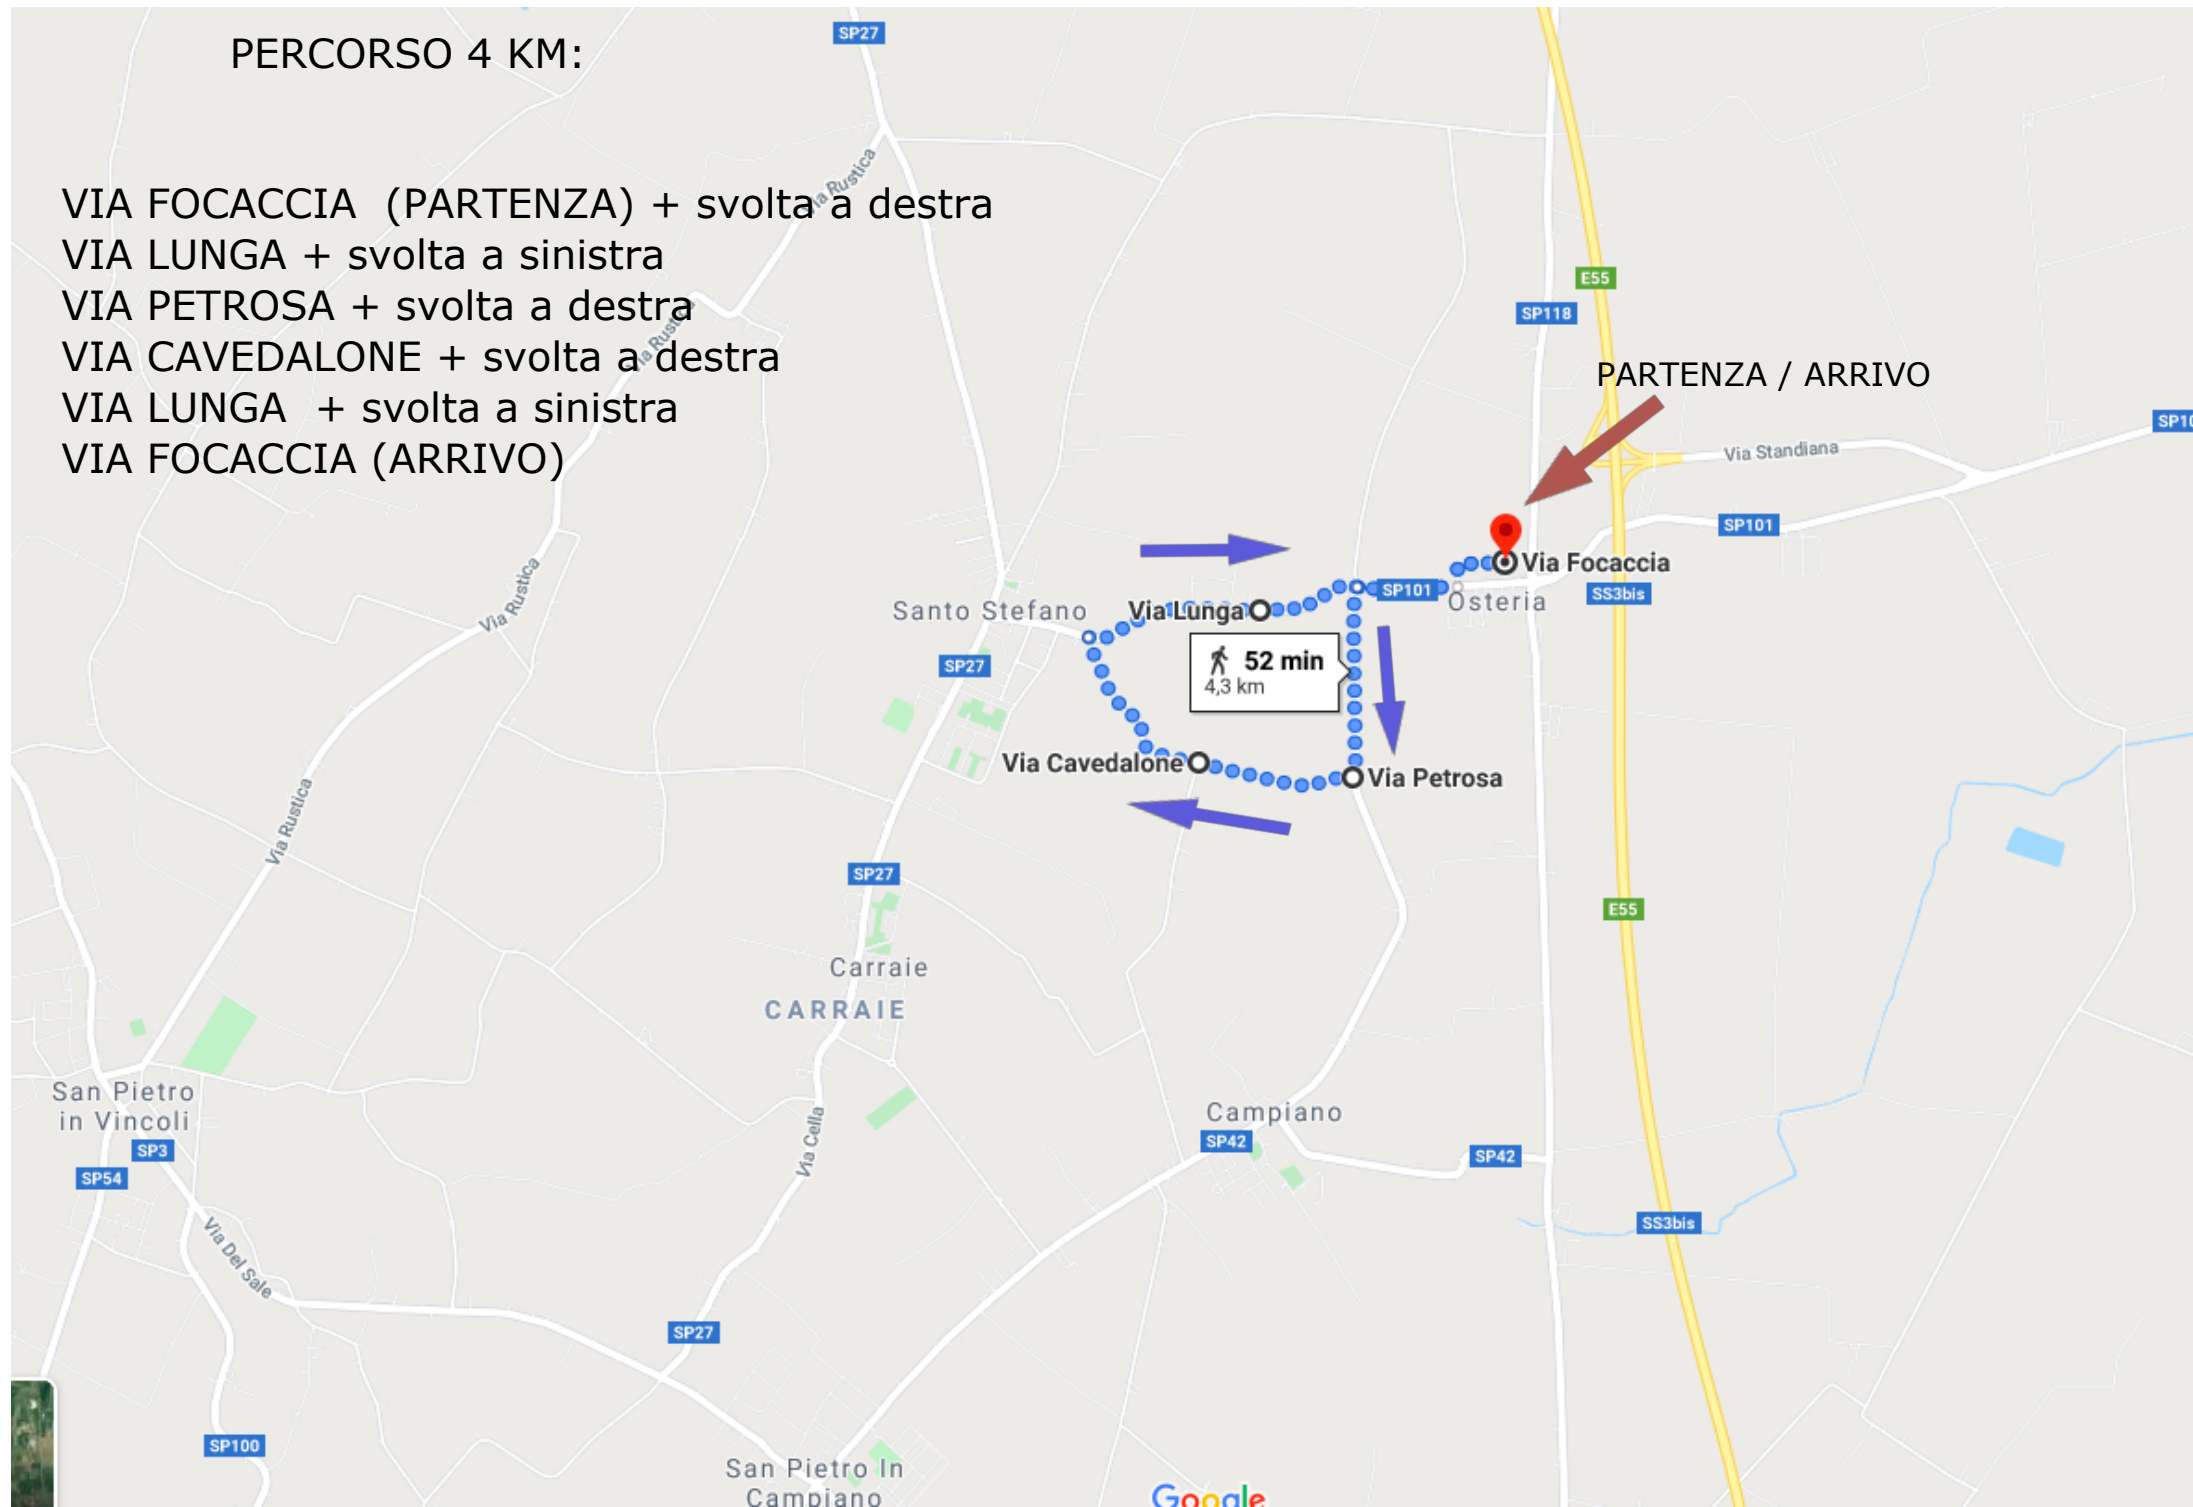 PERCORSO 4 KM:
VIA FOCACCIA (PARTENZA) + svolta a destra
VIA LUNGA + svolta a sinistra
VIA PETROSA + svolta a destra
VIA CAVEDALONE + svolta a destra
VIA LUNGA + svolta a sinistra
VIA FOCACCIA (ARRIVO)
SP27
Via Rustica
Via Rustica
Via Rustica
E55
SP118
PARTENZA / ARRIVO
Via Standiana
SP101
Via Focaccia
SS3bis
SP101
Osteria
Santo Stefano
Via Lunga
Via Rustica
SP27
52 min
4,3 km
Via Cavedalone
Via Petrosa
Via Rustica
SP27
E55
Carraie
CARRAIE
San Pietro
in Vincoli
SP3
SP54
Via Cella
Campiano
SP42
SP42
SS3bis
Via Del Sale
SP27
SP100
San Pietro In
Campiano
Google